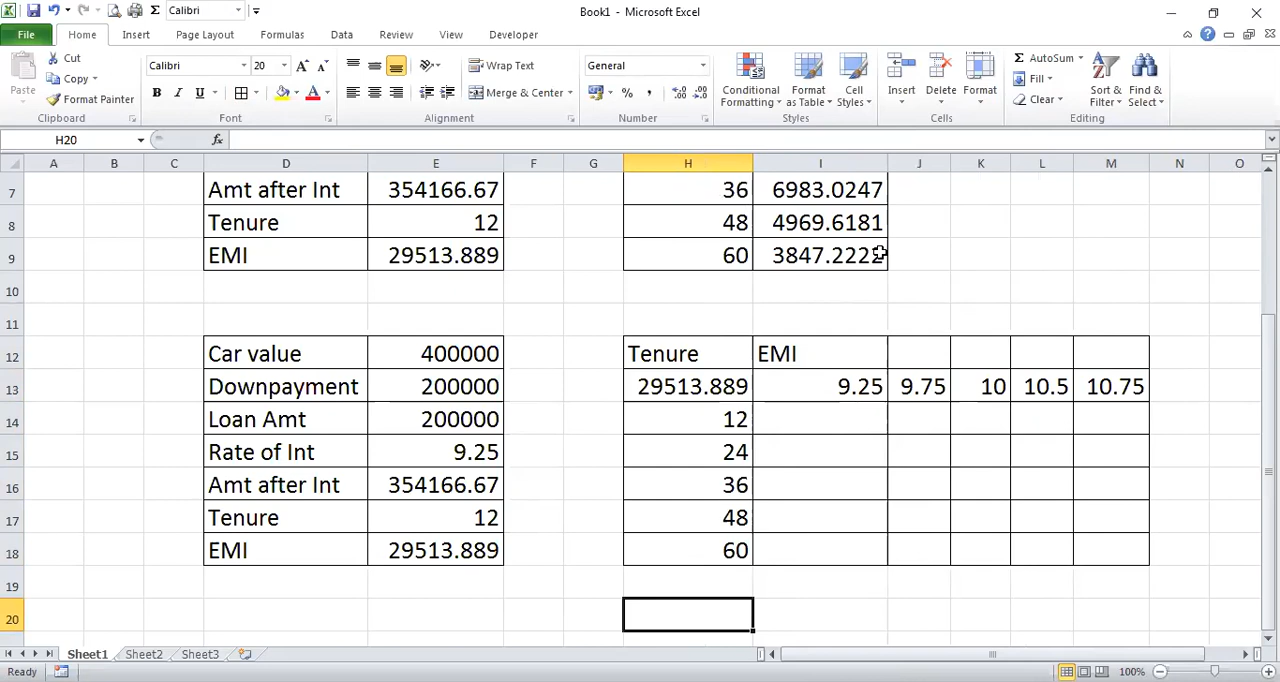 Calibri
Book1 - Microsoft Excel
File Home Insert Page Layout Formulas Data Review View Developer
Paste
Cut
Copy
Format Painter
Clipboard
Calibri 20
B I U
Font
Wrap Text
Merge & Center
Alignment
General
Number
Conditional Formatting
Format as Table
Cell Styles
Styles
Insert Delete Format
Cells
AutoSum
Fill
Clear
Sort & Filter
Find & Select
Editing
H20 fx
A B C D E F G H I J K L M N O
7 Amt after Int 354166.67 36 6983.0247
8 Tenure 12 48 4969.6181
9 EMI 29513.889 60 3847.2222
10
11
12 Car value 400000 Tenure EMI
13 Downpayment 200000 29513.889 9.25 9.75 10 10.5 10.75
14 Loan Amt 200000 12
15 Rate of Int 9.25 24
16 Amt after Int 354166.67 36
17 Tenure 12 48
18 EMI 29513.889 60
19
20
Sheet1 Sheet2 Sheet3
Ready 100%